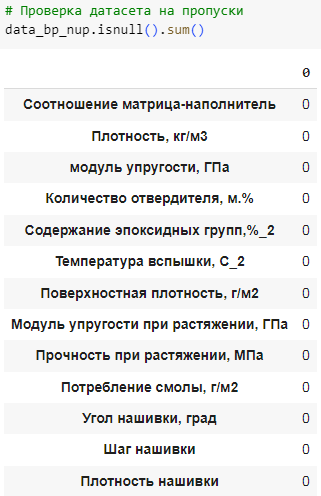 # Проверка датасета на пропуски
data_bp_nup.isnull().sum()
0
Соотношение матрица-наполнитель 0
Плотность, кг/м3 0
модуль упругости, ГПа 0
Количество отвердителя, м.% 0
Содержание эпоксидных групп,%_2 0
Температура вспышки, С_2 0
Поверхностная плотность, г/м2 0
Модуль упругости при растяжении, ГПа 0
Прочность при растяжении, МПа 0
Потребление смолы, г/м2 0
Угол нашивки, град 0
Шаг нашивки 0
Плотность нашивки 0